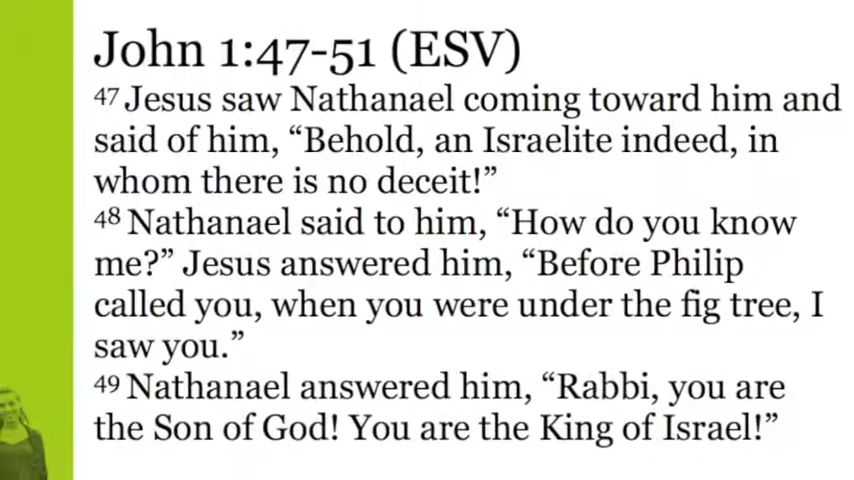 John 1:47-51 (ESV)
47 Jesus saw Nathanael coming toward him and
said of him, “Behold, an Israelite indeed, in
whom there is no deceit!”
48 Nathanael said to him, “How do you know
me?” Jesus answered him, “Before Philip
called you, when you were under the fig tree, I
saw you.”
49 Nathanael answered him, “Rabbi, you are
the Son of God! You are the King of Israel!”